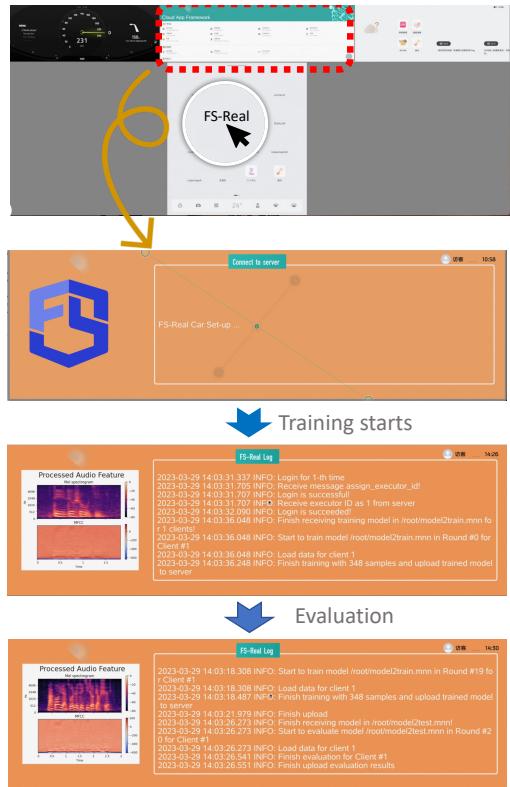 MENU
231
Cloud App Framework
FS-Real
24°
Connect to server
访客
10:58
FS
FS-Real Car Set-up ...
Training starts
FS-Real Log
访客
14:26
Processed Audio Feature
Mel spectrogram
MFCC
Time
2023-03-29 14:03:31.337 INFO: Login for 1-th time
2023-03-29 14:03:31.705 INFO: Receive message assign_executor_id!
2023-03-29 14:03:31.707 INFO: Login is successful!
2023-03-29 14:03:31.707 INFO: Receive executor ID as 1 from server
2023-03-29 14:03:32.090 INFO: Login is succeeded!
2023-03-29 14:03:36.048 INFO: Finish receiving training model in /root/model2train.mnn fo
r 1 clients!
2023-03-29 14:03:36.048 INFO: Start to train model /root/model2train.mnn in Round #0 for
Client #1
2023-03-29 14:03:36.048 INFO: Load data for client 1
2023-03-29 14:03:36.248 INFO: Finish training with 348 samples and upload trained model
to server
Evaluation
FS-Real Log
访客
14:30
Processed Audio Feature
Mel spectrogram
MFCC
Time
2023-03-29 14:03:18.308 INFO: Start to train model /root/model2train.mnn in Round #19 fo
r Client #1
2023-03-29 14:03:18.308 INFO: Load data for client 1
2023-03-29 14:03:18.487 INFO: Finish training with 348 samples and upload trained model
to server
2023-03-29 14:03:21.979 INFO: Finish upload
2023-03-29 14:03:26.273 INFO: Finish receiving model in /root/model2test.mnn!
2023-03-29 14:03:26.273 INFO: Start to evaluate model /root/model2test.mnn in Round #2
0 for Client #1
2023-03-29 14:03:26.273 INFO: Load data for client 1
2023-03-29 14:03:26.541 INFO: Finish evaluation for Client #1
2023-03-29 14:03:26.551 INFO: Finish upload evaluation results